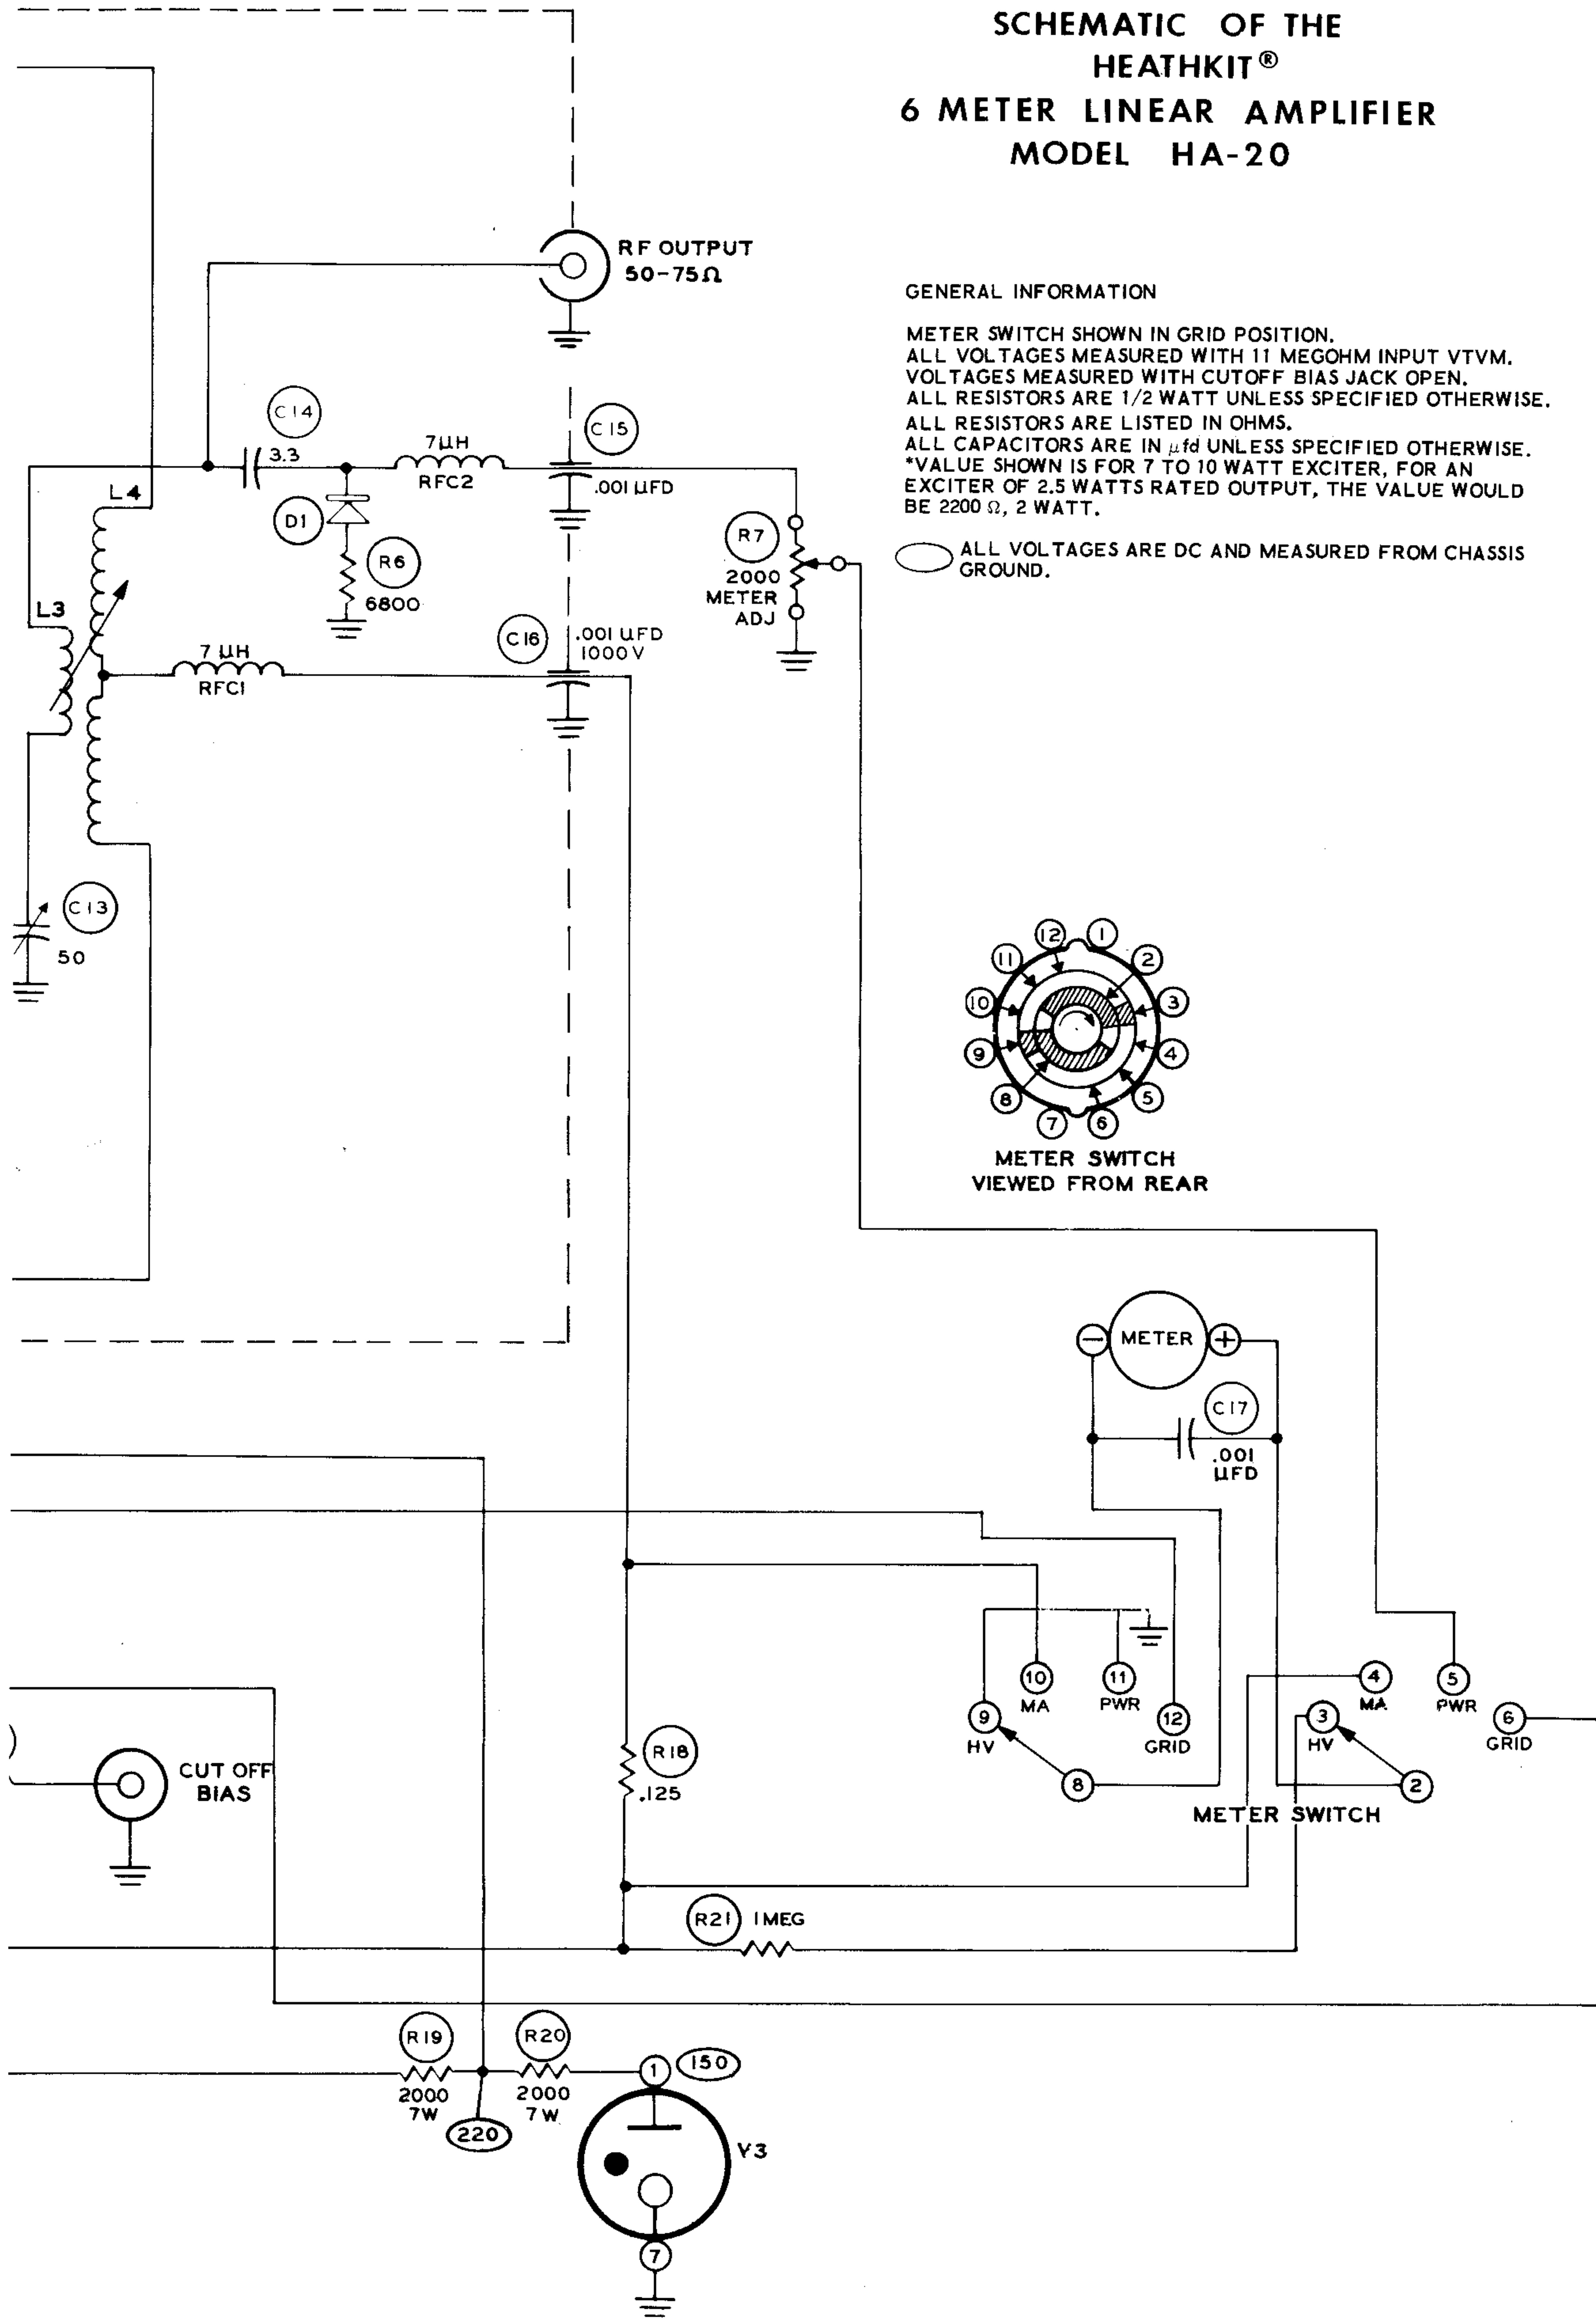 SCHEMATIC OF THE
HEATHKIT®
6 METER LINEAR AMPLIFIER
MODEL HA-20
RF OUTPUT
50-75Ω
GENERAL INFORMATION
METER SWITCH SHOWN IN GRID POSITION.
ALL VOLTAGES MEASURED WITH 11 MEGOHM INPUT VTVM.
VOLTAGES MEASURED WITH CUTOFF BIAS JACK OPEN.
ALL RESISTORS ARE 1/2 WATT UNLESS SPECIFIED OTHERWISE.
ALL RESISTORS ARE LISTED IN OHMS.
ALL CAPACITORS ARE IN μfd UNLESS SPECIFIED OTHERWISE.
*VALUE SHOWN IS FOR 7 TO 10 WATT EXCITER, FOR AN
EXCITER OF 2.5 WATTS RATED OUTPUT, THE VALUE WOULD
BE 2200 Ω, 2 WATT.
ALL VOLTAGES ARE DC AND MEASURED FROM CHASSIS
GROUND.
C14
3.3
7μH
RFC2
C15
.001 μFD
L4
D1
R6
6800
R7
2000
METER
ADJ
L3
7 μH
RFC1
C16
.001 μFD
1000V
C13
50
12
1
11
2
10
3
9
4
8
5
7
6
METER SWITCH
VIEWED FROM REAR
− METER +
C17
.001
μFD
10
MA
11
PWR
9
HV
12
GRID
8
4
MA
5
PWR
3
HV
6
GRID
2
METER SWITCH
R18
.125
CUT OFF
BIAS
R21 1MEG
R19
2000
7W
R20
2000
7W
220
1
150
V3
7